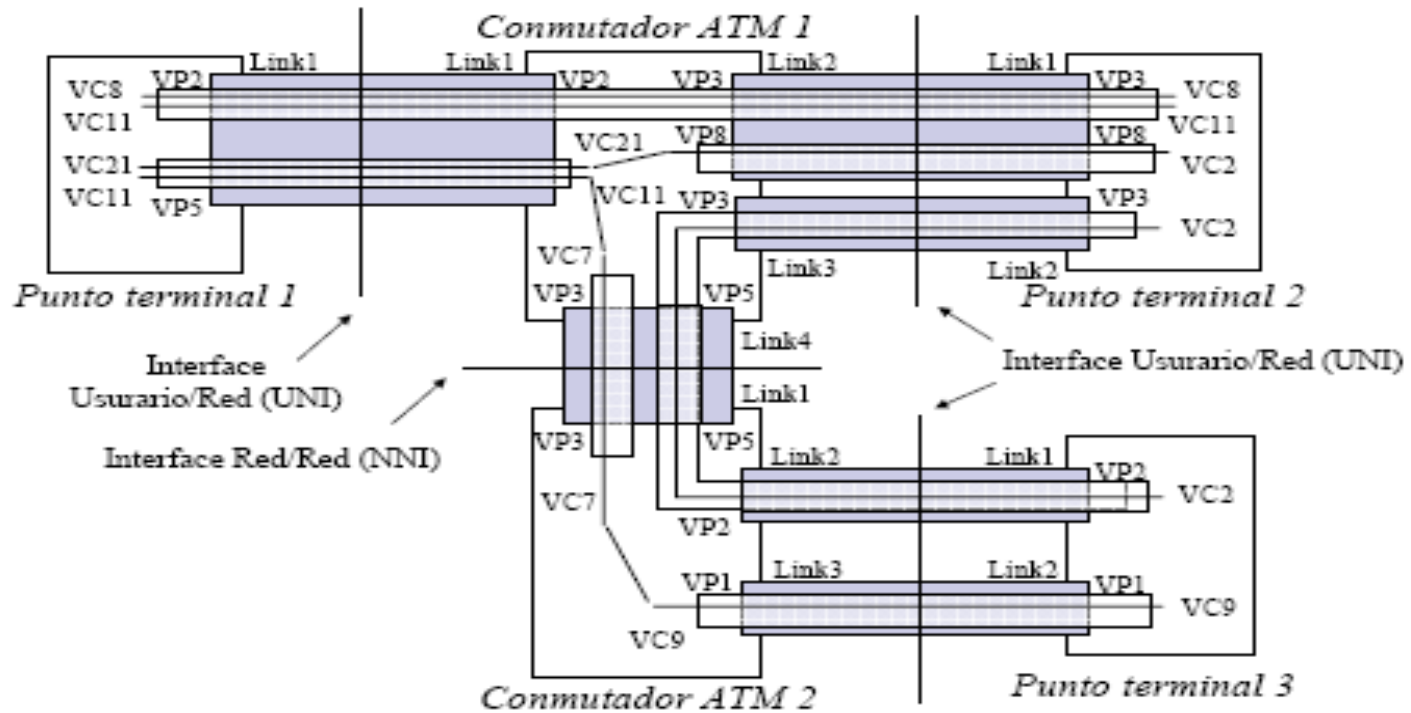 Conmutador ATM 1
Link1
Link1
Link2
Link1
VP2
VP2
VP3
VP3
VC8
VC8
VC11
VC11
VC21
VP8
VP8
VC21
VC2
VC11
VP5
VC11
VP3
VP3
VC2
VC7
Link3
Link2
Punto terminal 1
VP3
VP5
Punto terminal 2
Link4
Interface
Usurario/Red (UNI)
Interface Usurario/Red (UNI)
Link1
Interface Red/Red (NNI)
VP3
VP5
Link2
Link1
VP2
VC7
VC2
VP2
VP1
Link3
Link2
VP1
VC9
VC9
Conmutador ATM 2
Punto terminal 3